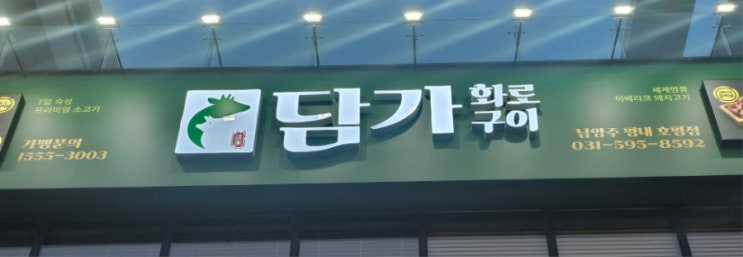 7일 숙성
프리미엄 소고기
가맹문의
1555-3003
담가
화로
구이
세계명품
이베리코 돼지고기
남양주 별내 호평점
031-595-8592